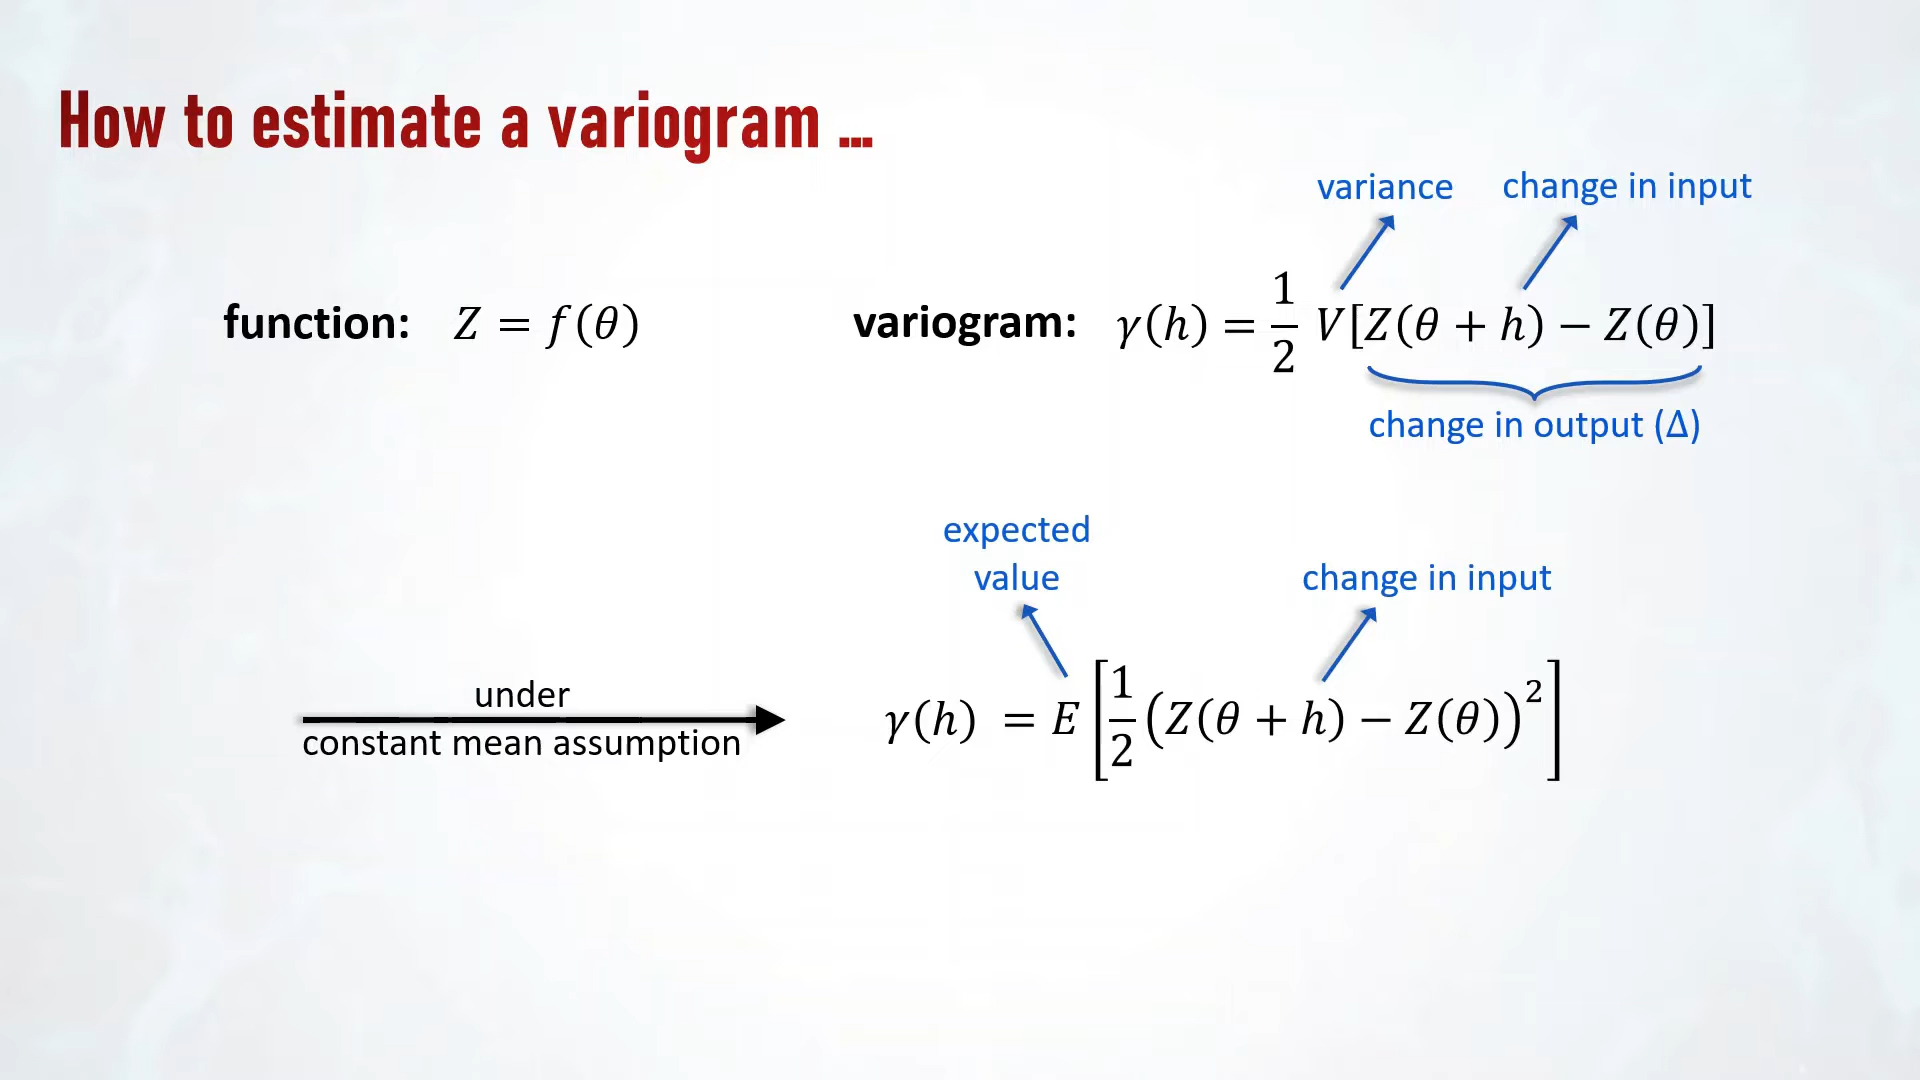 How to estimate a variogram ...
variance
change in input
function: Z = f(θ)
variogram: γ(h) = 1/2 V[Z(θ + h) − Z(θ)]
change in output (Δ)
expected
value
change in input
under
constant mean assumption
γ(h) = E[1/2 (Z(θ + h) − Z(θ))²]